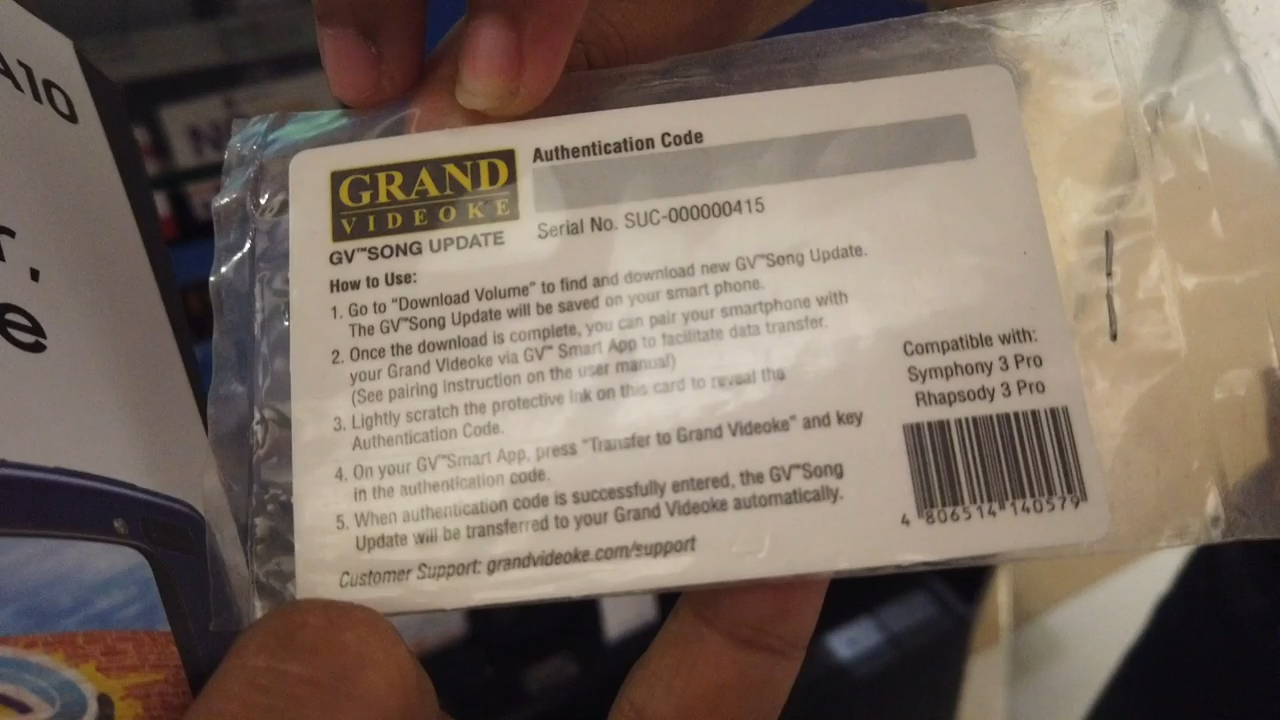 A10
r,
e
GRAND
VIDEOKE
GV™SONG UPDATE
Authentication Code
Serial No. SUC-000000415
How to Use:
1. Go to “Download Volume” to find and download new GV™Song Update.
The GV™Song Update will be saved on your smart phone.
2. Once the download is complete, you can pair your smartphone with
your Grand Videoke via GV™ Smart App to facilitate data transfer.
(See pairing instruction on the user manual)
3. Lightly scratch the protective ink on this card to reveal the
Authentication Code.
4. On your GV™Smart App, press “Transfer to Grand Videoke” and key
in the authentication code.
5. When authentication code is successfully entered, the GV™Song
Update will be transferred to your Grand Videoke automatically.
Customer Support: grandvideoke.com/support
Compatible with:
Symphony 3 Pro
Rhapsody 3 Pro
4 806514 140579